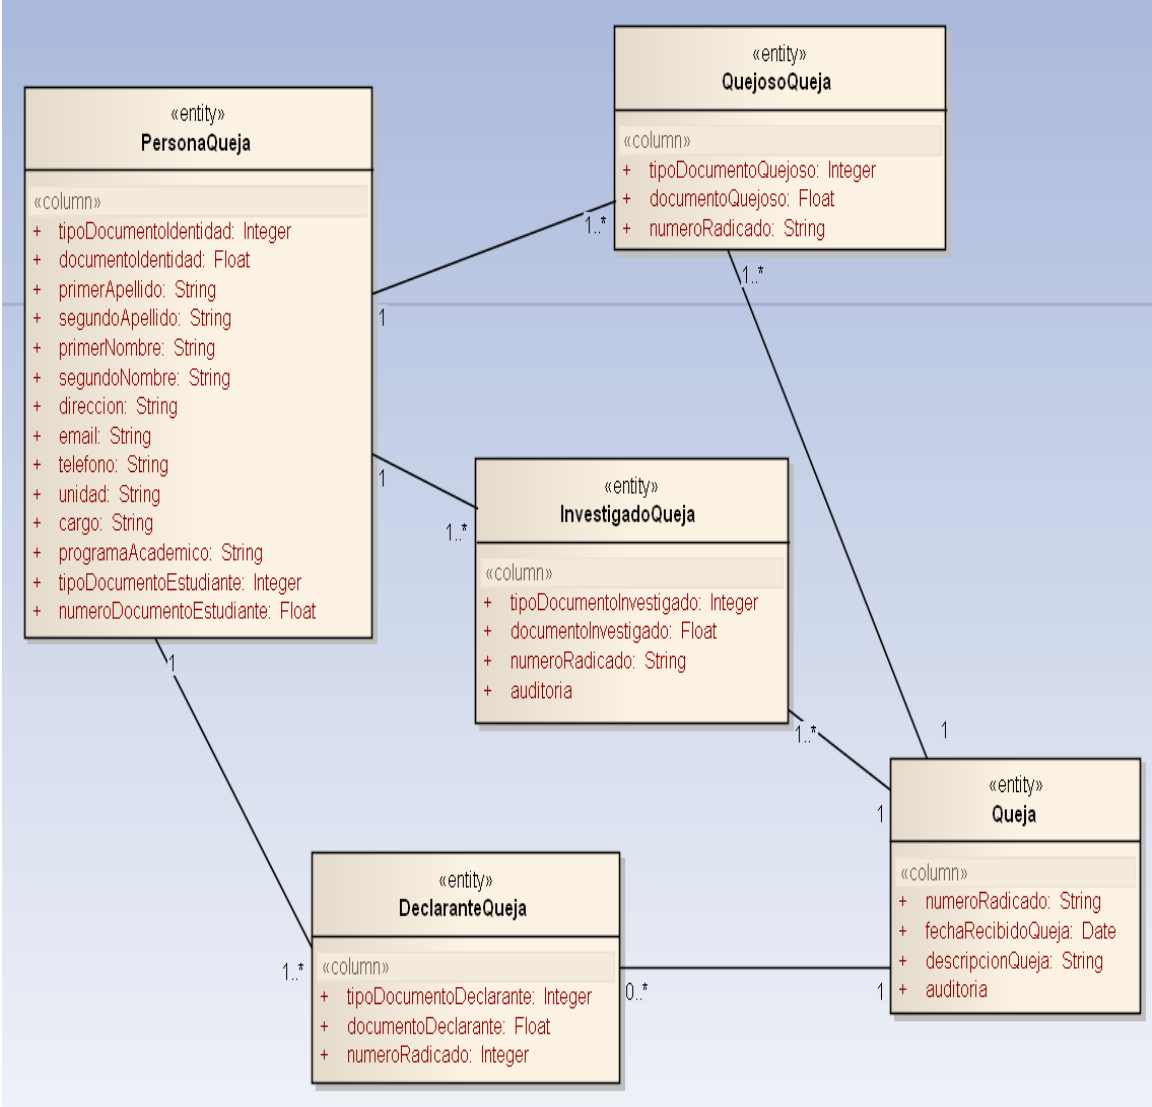 «entity»
PersonaQueja
«column»
+ tipoDocumentoIdentidad: Integer
+ documentoIdentidad: Float
+ primerApellido: String
+ segundoApellido: String
+ primerNombre: String
+ segundoNombre: String
+ direccion: String
+ email: String
+ telefono: String
+ unidad: String
+ cargo: String
+ programaAcademico: String
+ tipoDocumentoEstudiante: Integer
+ numeroDocumentoEstudiante: Float
«entity»
QuejosoQueja
«column»
+ tipoDocumentoQuejoso: Integer
+ documentoQuejoso: Float
+ numeroRadicado: String
1..*
1
1..*
1
1
1..*
«entity»
InvestigadoQueja
«column»
+ tipoDocumentoInvestigado: Integer
+ documentoInvestigado: Float
+ numeroRadicado: String
+ auditoria
1..*
1
«entity»
Queja
«column»
+ numeroRadicado: String
+ fechaRecibidoQueja: Date
+ descripcionQueja: String
+ auditoria
1
1..*
«entity»
DeclaranteQueja
«column»
+ tipoDocumentoDeclarante: Integer
+ documentoDeclarante: Float
+ numeroRadicado: Integer
0..*
1